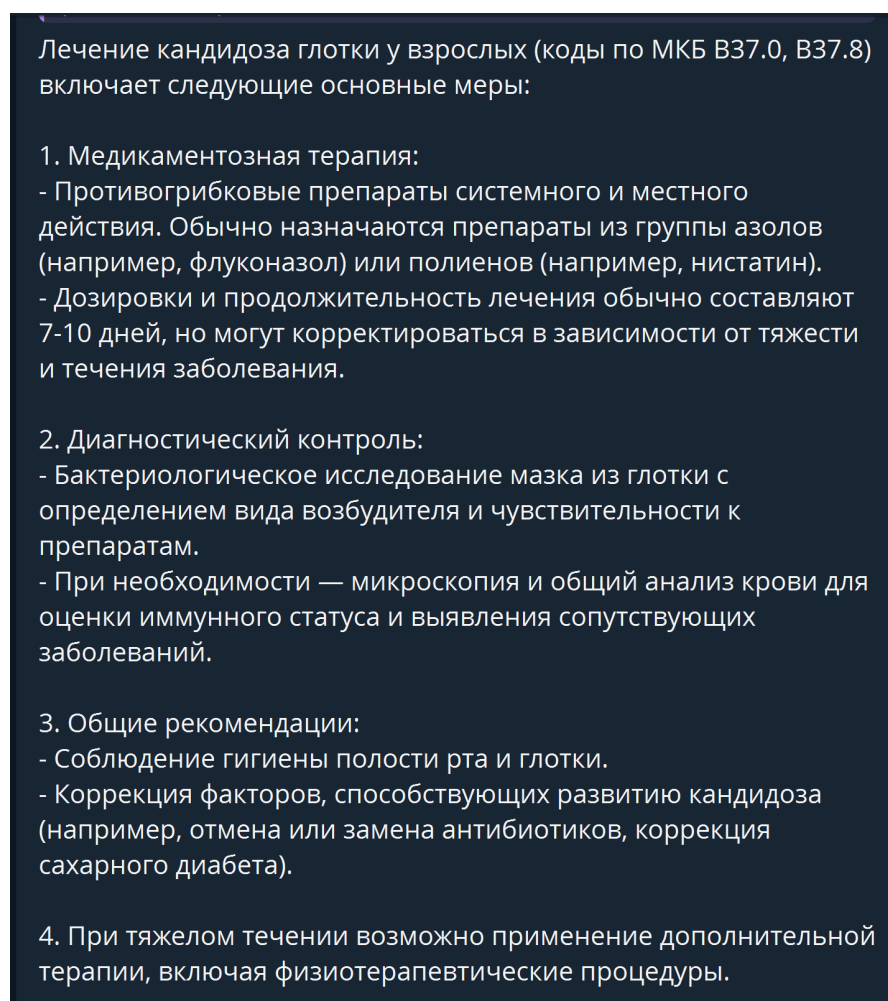 Лечение кандидоза глотки у взрослых (коды по МКБ B37.0, B37.8)
включает следующие основные меры:
1. Медикаментозная терапия:
- Противогрибковые препараты системного и местного
действия. Обычно назначаются препараты из группы азолов
(например, флуконазол) или полиенов (например, нистатин).
- Дозировки и продолжительность лечения обычно составляют
7-10 дней, но могут корректироваться в зависимости от тяжести
и течения заболевания.
2. Диагностический контроль:
- Бактериологическое исследование мазка из глотки с
определением вида возбудителя и чувствительности к
препаратам.
- При необходимости — микроскопия и общий анализ крови для
оценки иммунного статуса и выявления сопутствующих
заболеваний.
3. Общие рекомендации:
- Соблюдение гигиены полости рта и глотки.
- Коррекция факторов, способствующих развитию кандидоза
(например, отмена или замена антибиотиков, коррекция
сахарного диабета).
4. При тяжелом течении возможно применение дополнительной
терапии, включая физиотерапевтические процедуры.